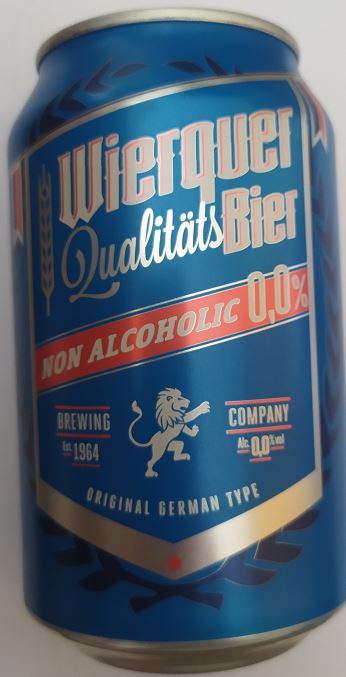 Wierquer
Qualitäts Bier
NON ALCOHOLIC 0,0%
BREWING COMPANY
Est. 1964 Alc. 0,0% vol
ORIGINAL GERMAN TYPE